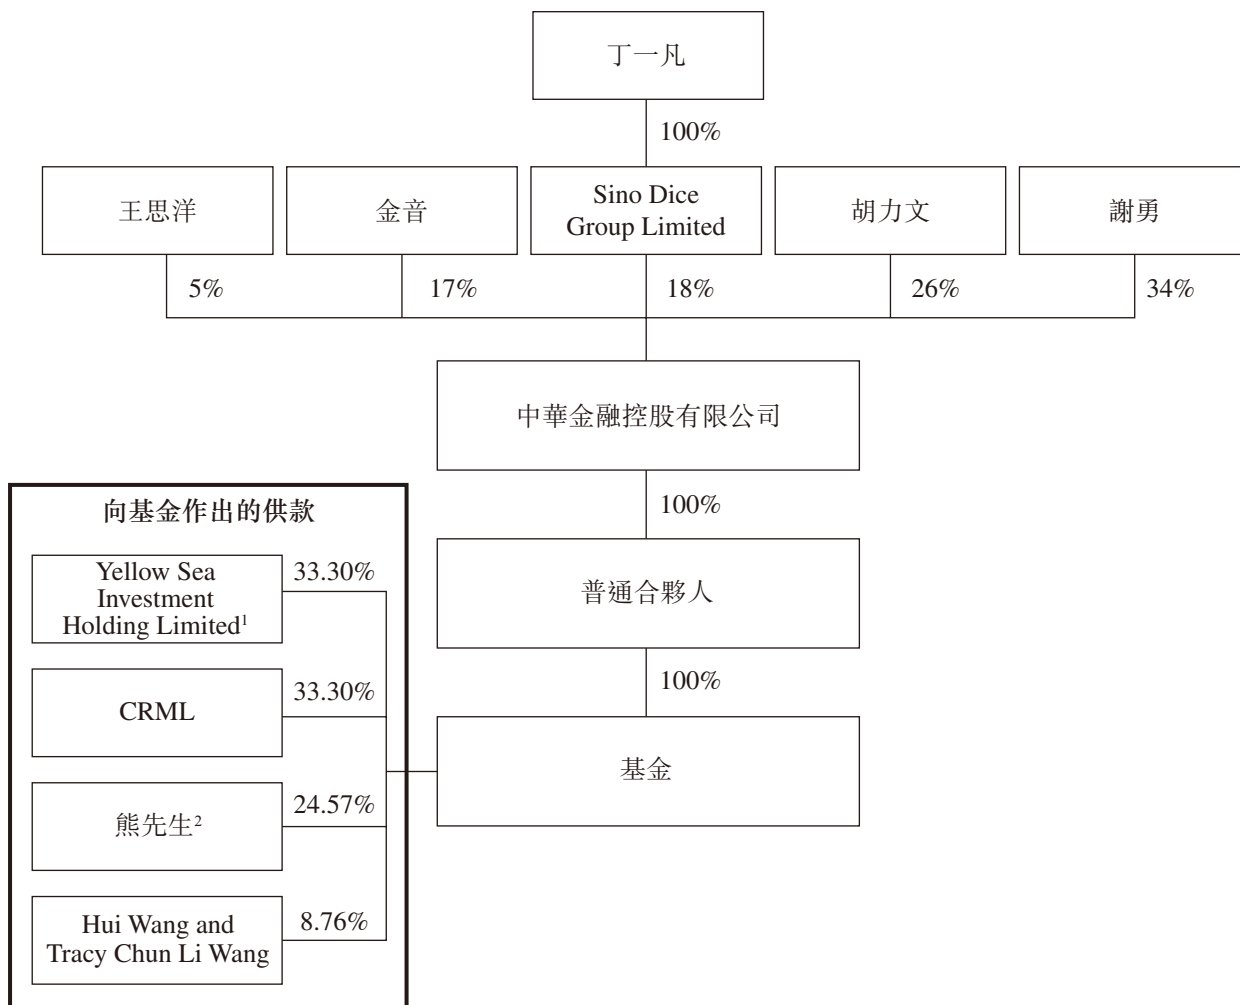 丁一凡
100%
王思洋
金音
Sino Dice
Group Limited
胡力文
謝勇
5%
17%
18%
26%
34%
中華金融控股有限公司
100%
向基金作出的供款
Yellow Sea
Investment
Holding Limited¹
33.30%
普通合夥人
CRML
33.30%
100%
基金
熊先生²
24.57%
Hui Wang and
Tracy Chun Li Wang
8.76%